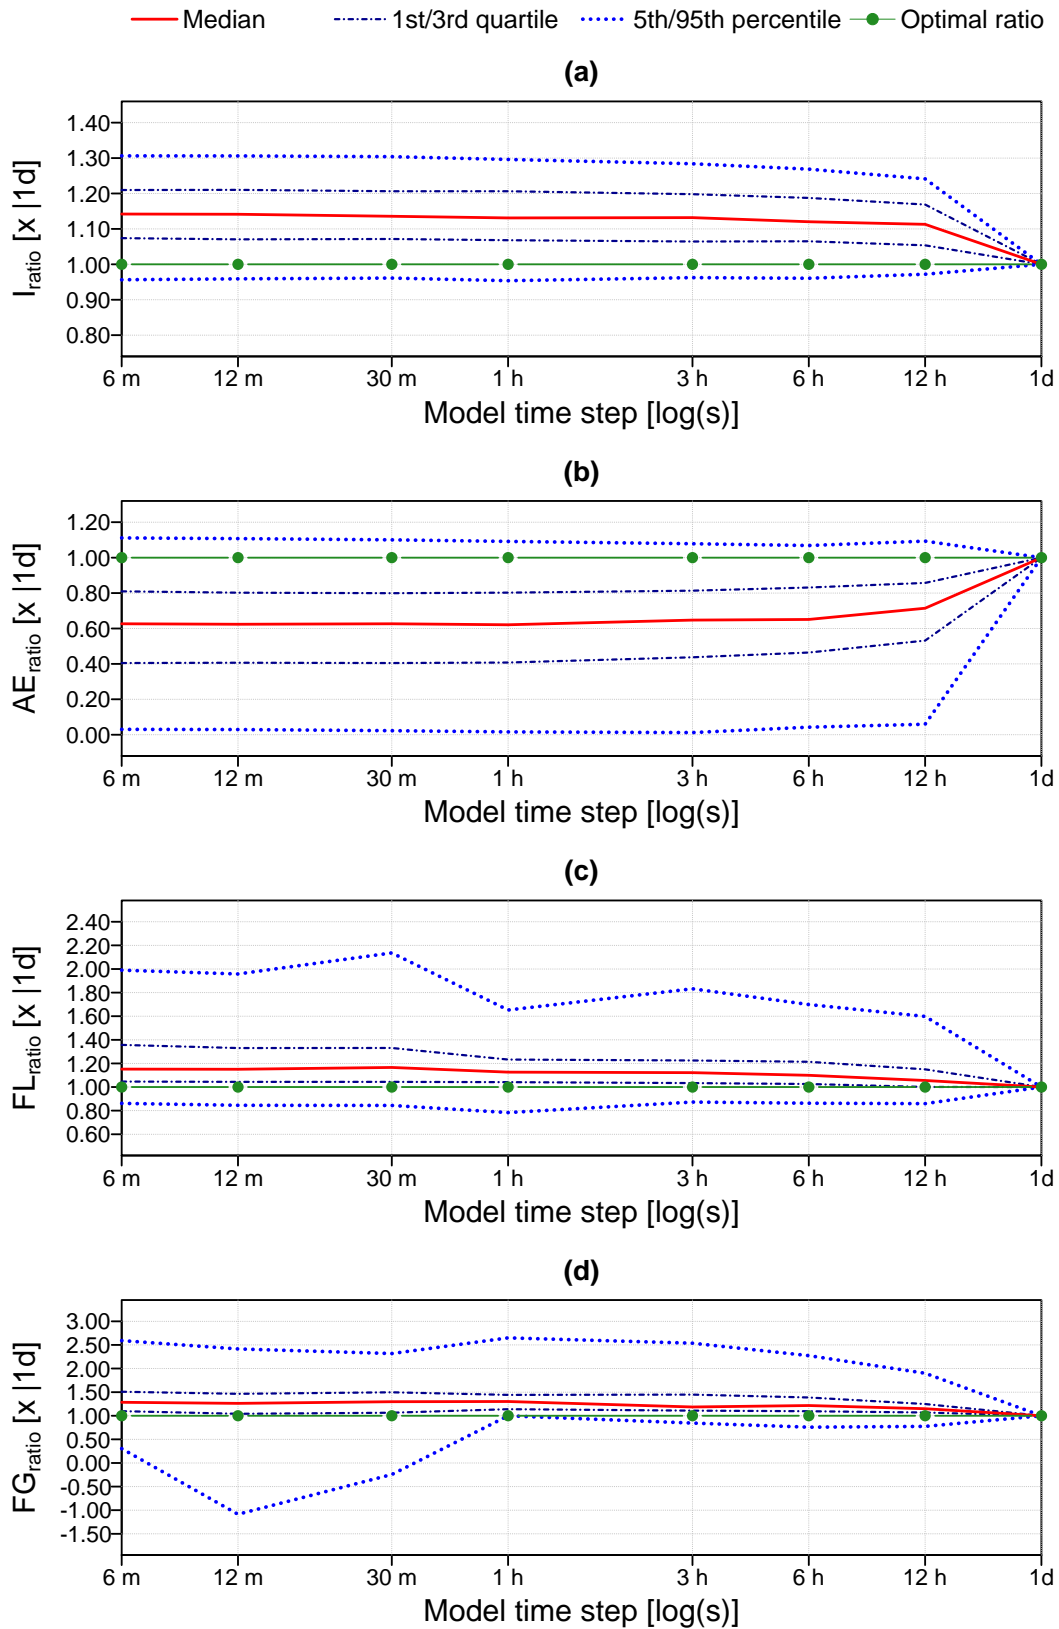 Median 1st/3rd quartile 5th/95th percentile Optimal ratio
(a)
I_ratio [x |1d]
1.40
1.30
1.20
1.10
1.00
0.90
0.80
6 m 12 m 30 m 1 h 3 h 6 h 12 h 1d
Model time step [log(s)]
(b)
AE_ratio [x |1d]
1.20
1.00
0.80
0.60
0.40
0.20
0.00
6 m 12 m 30 m 1 h 3 h 6 h 12 h 1d
Model time step [log(s)]
(c)
FL_ratio [x |1d]
2.40
2.20
2.00
1.80
1.60
1.40
1.20
1.00
0.80
0.60
6 m 12 m 30 m 1 h 3 h 6 h 12 h 1d
Model time step [log(s)]
(d)
FG_ratio [x |1d]
3.00
2.50
2.00
1.50
1.00
0.50
0.00
-0.50
-1.00
-1.50
6 m 12 m 30 m 1 h 3 h 6 h 12 h 1d
Model time step [log(s)]